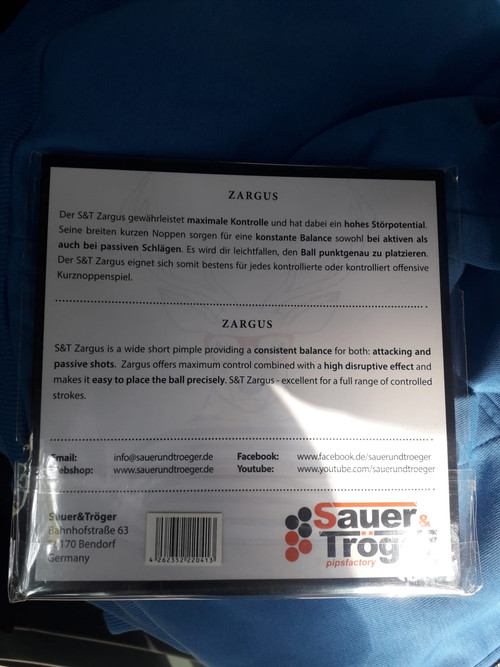 ZARGUS
Der S&T Zargus gewährleistet maximale Kontrolle und hat dabei ein hohes Störpotential.
Seine breiten kurzen Noppen sorgen für eine konstante Balance sowohl bei aktiven als
auch bei passiven Schlägen. Es wird dir leichtfallen, den Ball punktgenau zu platzieren.
Der S&T Zargus eignet sich somit bestens für jedes kontrollierte oder kontrolliert offensive
Kurznoppenspiel.
ZARGUS
S&T Zargus is a wide short pimple providing a consistent balance for both: attacking and
passive shots. Zargus offers maximum control combined with a high disruptive effect and
makes it easy to place the ball precisely. S&T Zargus - excellent for a full range of controlled
strokes.
Email: info@sauerundtroeger.de Facebook: www.facebook.de/sauerundtroeger
Webshop: www.sauerundtroeger.de Youtube: www.youtube.com/sauerundtroeger
Sauer&Tröger
Bahnhofstraße 63
170 Bendorf
Germany
4 262352 220413
Sauer &
Tröger
pipsfactory